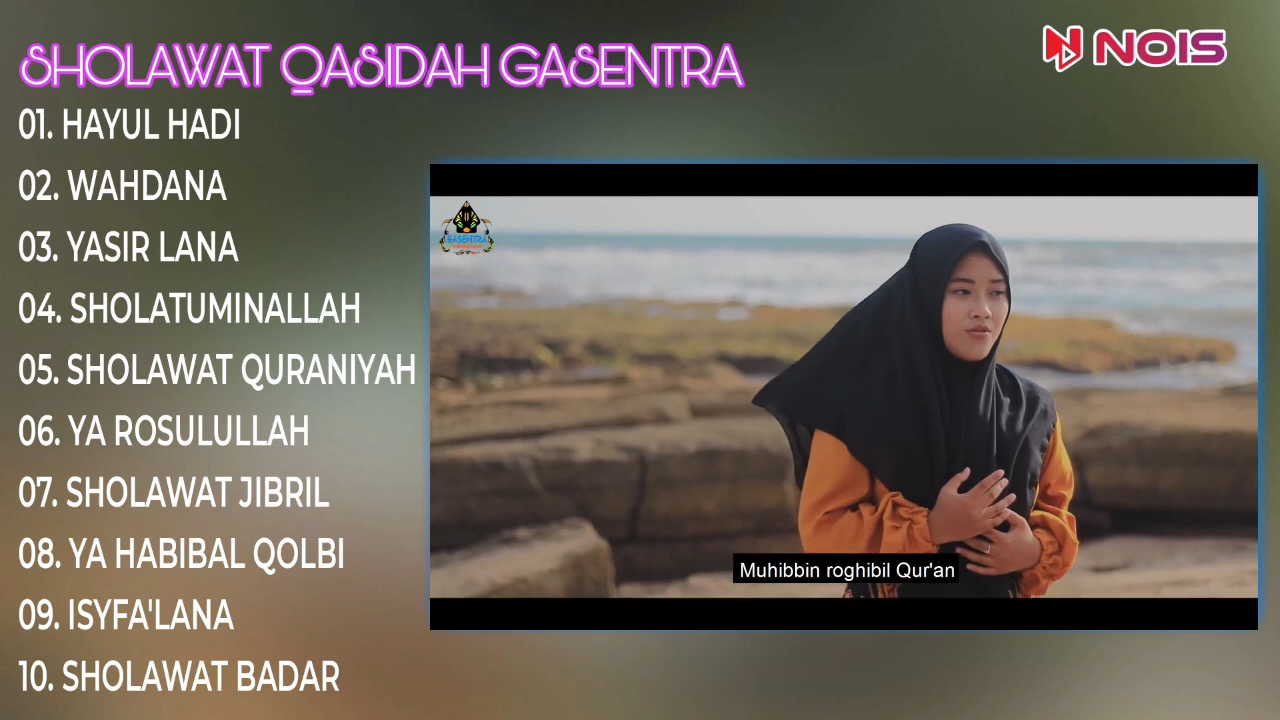 SHOLAWAT QASIDAH GASENTRA
NOIS
01. HAYUL HADI
02. WAHDANA
03. YASIR LANA
04. SHOLATUMINALLAH
05. SHOLAWAT QURANIYAH
06. YA ROSULULLAH
07. SHOLAWAT JIBRIL
08. YA HABIBAL QOLBI
09. ISYFA'LANA
10. SHOLAWAT BADAR
GASENTRA
Muhibbin roghibil Qur'an